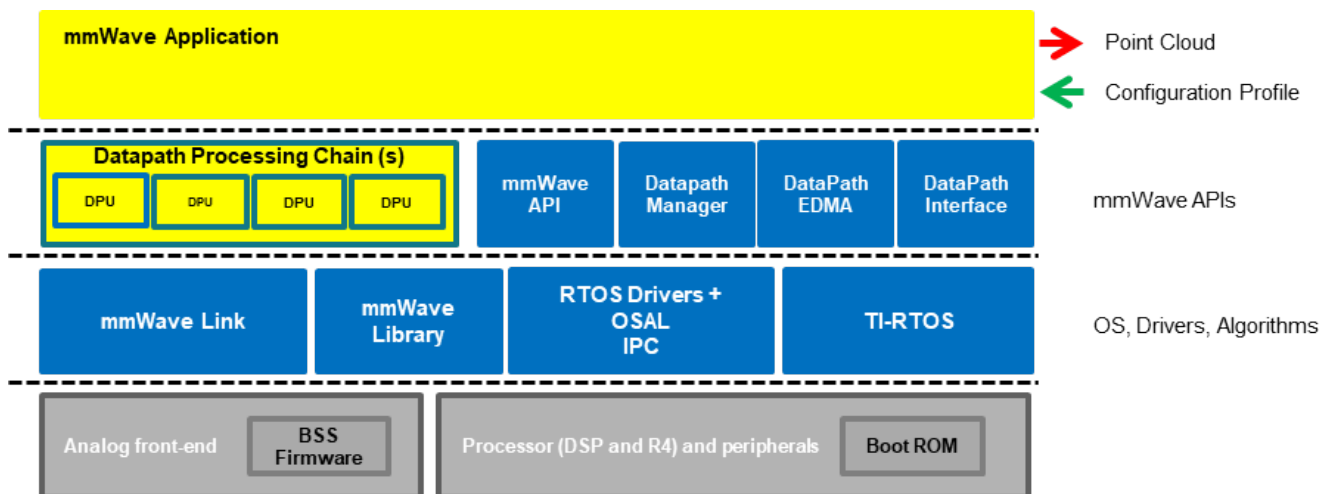 mmWave Application
Point Cloud
Configuration Profile
Datapath Processing Chain (s)
DPU
DPU
DPU
DPU
mmWave
API
Datapath
Manager
DataPath
EDMA
DataPath
Interface
mmWave APIs
mmWave Link
mmWave
Library
RTOS Drivers +
OSAL
IPC
TI-RTOS
OS, Drivers, Algorithms
Analog front-end
BSS
Firmware
Processor (DSP and R4) and peripherals
Boot ROM